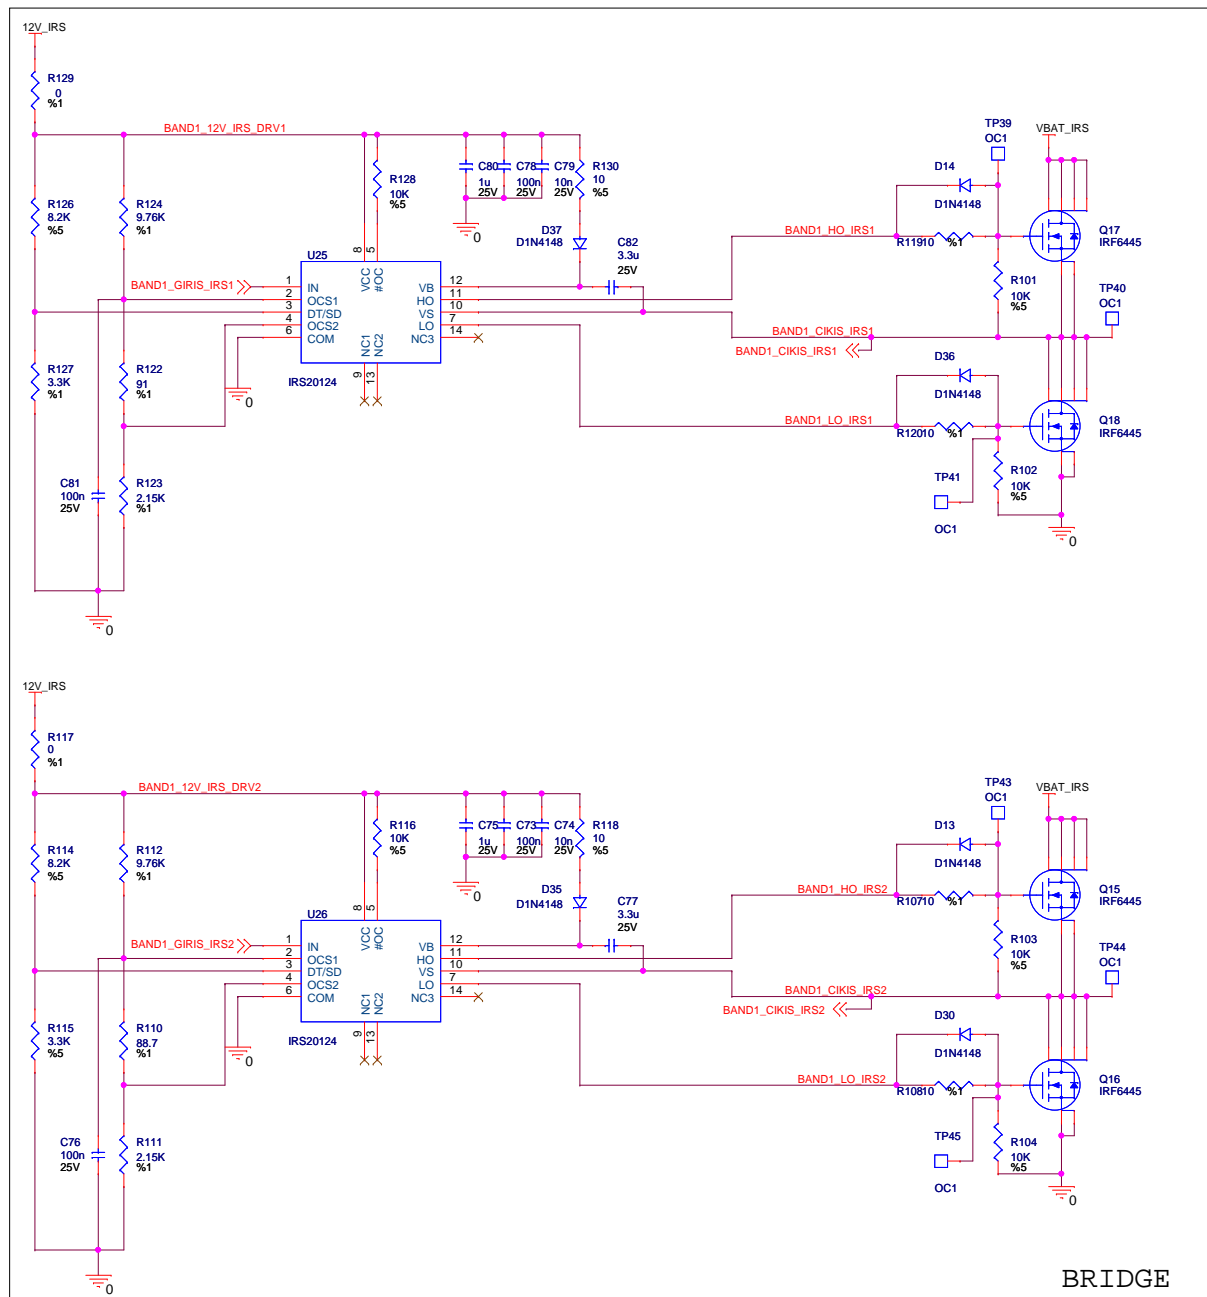 12V_IRS
R129
0
%1
BAND1_12V_IRS_DRV1
R126
8.2K
%5
R124
9.76K
%1
R128
10K
%5
C80
1u
25V
C78
100n
25V
C79
10n
25V
R130
10
%5
D37
D1N4148
C82
3.3u
25V
TP39
OC1
VBAT_IRS
D14
D1N4148
BAND1_HO_IRS1
R119 10 %1
Q17
IRF6445
R101
10K
%5
TP40
OC1
U25
BAND1_GIRIS_IRS1
1 IN
2 OCS1
3 DT/SD
4 OCS2
6 COM
8 VCC
5 #OC
9 NC1
13 NC2
VB 12
HO 11
VS 10
LO 7
NC3 14
IRS20124
BAND1_CIKIS_IRS1
BAND1_CIKIS_IRS1
R127
3.3K
%1
R122
91
%1
D36
D1N4148
BAND1_LO_IRS1
R120 10 %1
Q18
IRF6445
C81
100n
25V
R123
2.15K
%1
TP41
OC1
R102
10K
%5
0
0
0
0
0
12V_IRS
R117
0
%1
BAND1_12V_IRS_DRV2
R114
8.2K
%5
R112
9.76K
%1
R116
10K
%5
C75
1u
25V
C73
100n
25V
C74
10n
25V
R118
10
%5
D35
D1N4148
C77
3.3u
25V
TP43
OC1
VBAT_IRS
D13
D1N4148
BAND1_HO_IRS2
R107 10 %1
Q15
IRF6445
R103
10K
%5
TP44
OC1
U26
BAND1_GIRIS_IRS2
1 IN
2 OCS1
3 DT/SD
4 OCS2
6 COM
8 VCC
5 #OC
9 NC1
13 NC2
VB 12
HO 11
VS 10
LO 7
NC3 14
IRS20124
BAND1_CIKIS_IRS2
BAND1_CIKIS_IRS2
R115
3.3K
%5
R110
88.7
%1
D30
D1N4148
BAND1_LO_IRS2
R108 10 %1
Q16
IRF6445
C76
100n
25V
R111
2.15K
%1
TP45
OC1
R104
10K
%5
0
0
0
0
BRIDGE